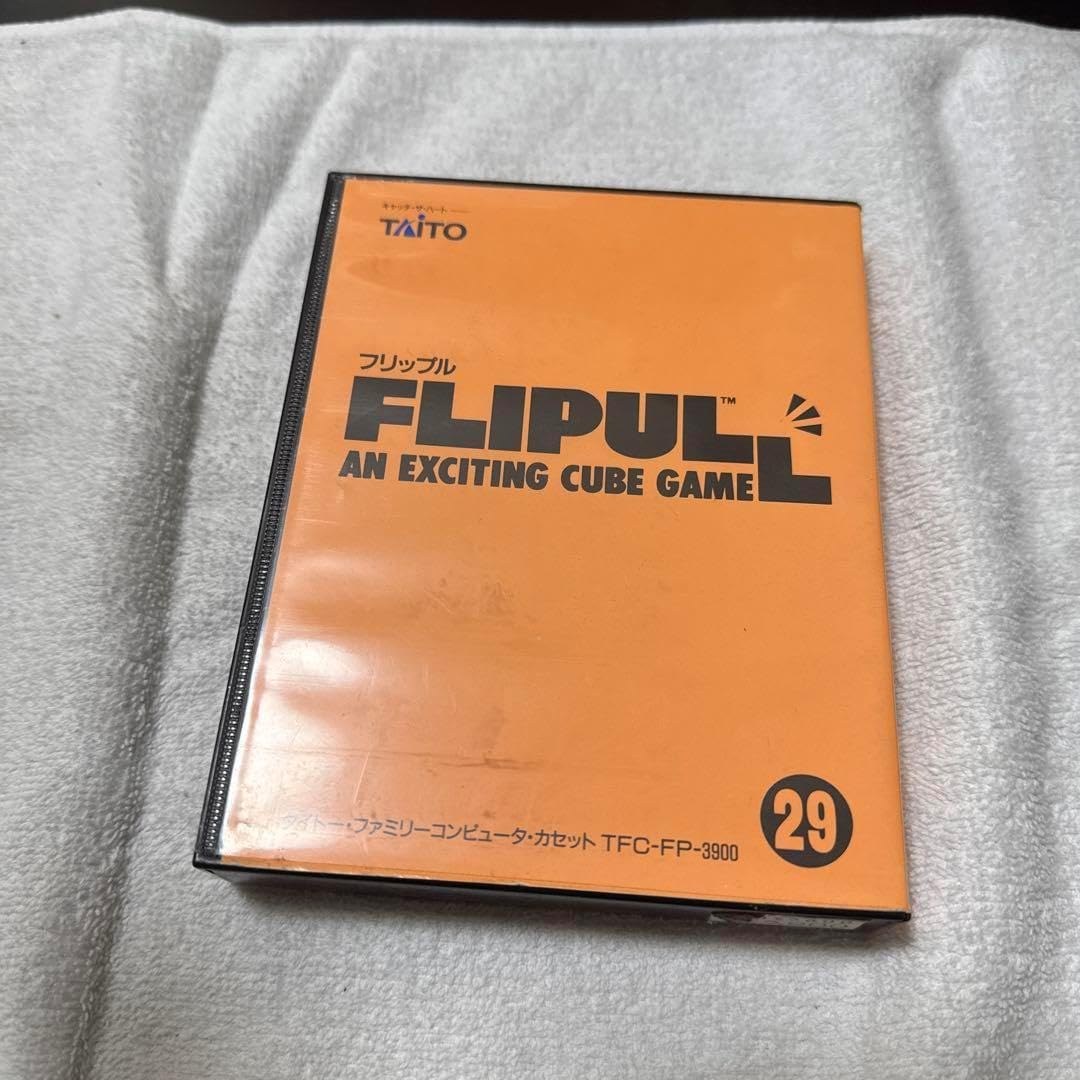 キャッチ・ザ・ハート
TAiTO
フリップル
FLIPULL™
AN EXCITING CUBE GAME
29
タイトー・ファミリーコンピュータ・カセット TFC-FP-3900